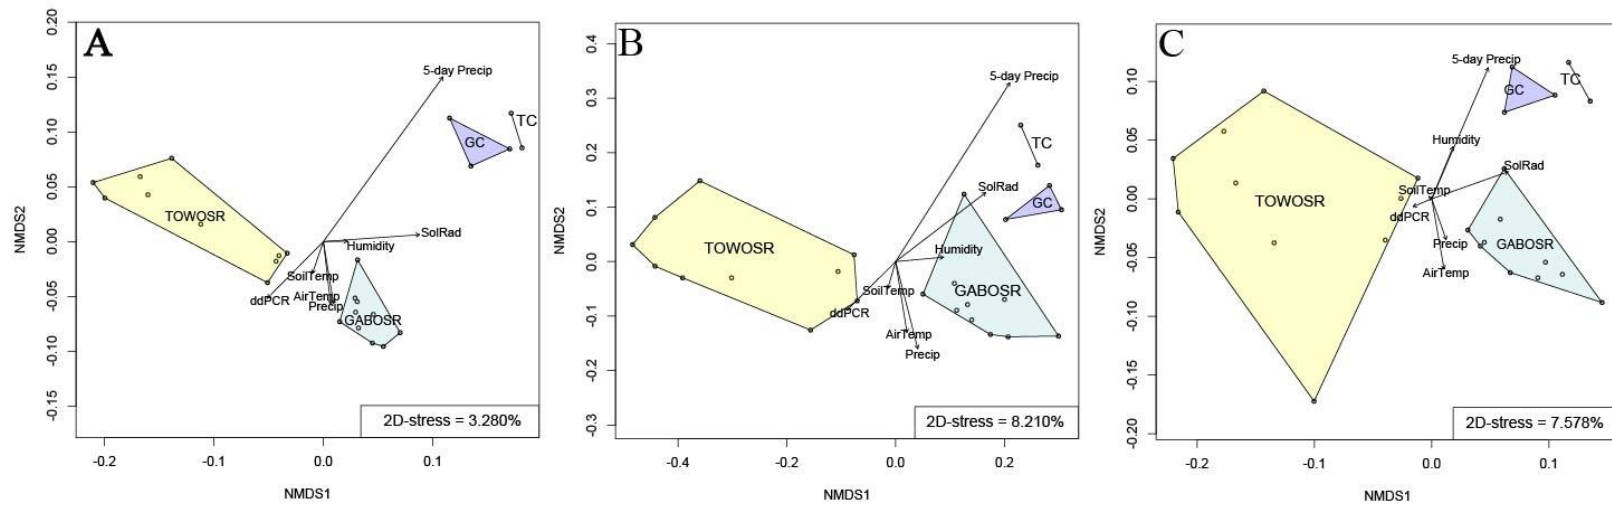 A
0.20
0.15
0.10
0.05
0.00
-0.05
-0.10
-0.15
NMDS2
5-day Precip
TC
GC
TOWOSR
SolRad
Humidity
SoilTemp
ddPCR
AirTemp
Precip
GABOSR
2D-stress = 3.280%
-0.2 -0.1 0.0 0.1
NMDS1
B
0.4
0.3
0.2
0.1
0.0
-0.1
-0.2
-0.3
NMDS2
5-day Precip
TC
SolRad
GC
TOWOSR
Humidity
SoilTemp
GABOSR
ddPCR
AirTemp
Precip
2D-stress = 8.210%
-0.4 -0.2 0.0 0.2
NMDS1
C
0.10
0.05
0.00
-0.05
-0.10
-0.15
-0.20
NMDS2
5-day Precip
TC
GC
Humidity
SolRad
SoilTemp
TOWOSR
ddPCR
Precip
GABOSR
AirTemp
2D-stress = 7.578%
-0.2 -0.1 0.0 0.1
NMDS1